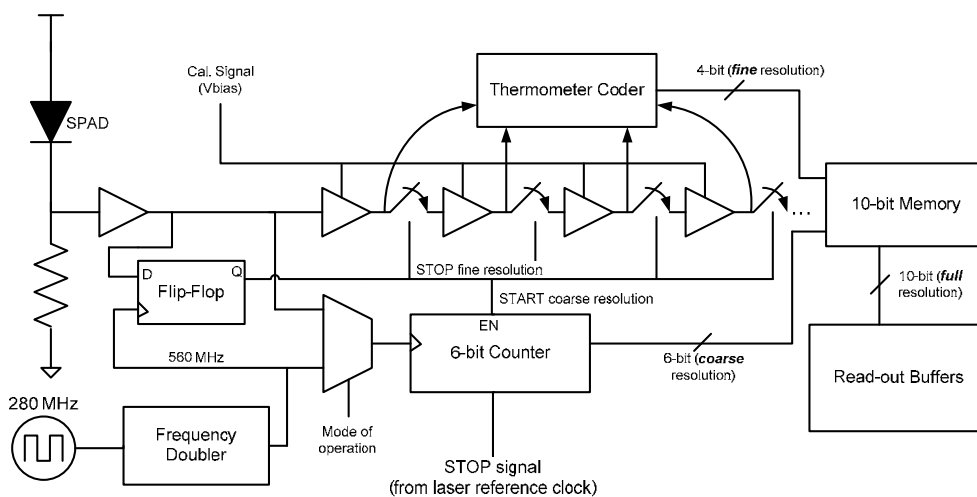 Cal. Signal
(Vbias)
Thermometer Coder
4-bit (fine resolution)
SPAD
10-bit Memory
...
D
Q
Flip-Flop
STOP fine resolution
START coarse resolution
EN
6-bit Counter
10-bit (full
resolution)
560 MHz
6-bit (coarse
resolution)
Read-out Buffers
280 MHz
Frequency
Doubler
Mode of
operation
STOP signal
(from laser reference clock)